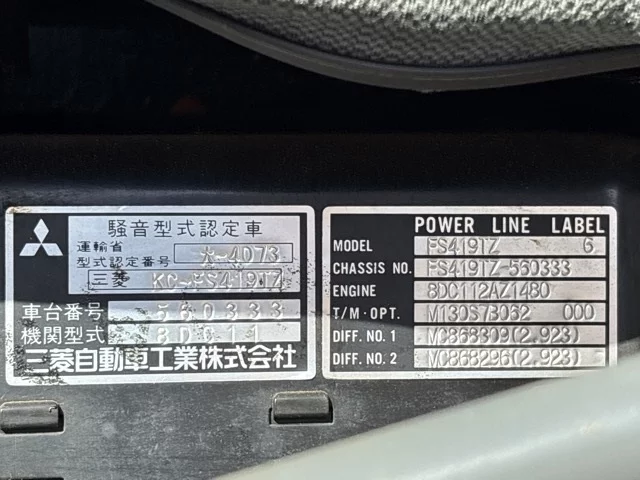 騒音型式認定車
運輸省
型式認定番号 大-4073
三菱 KC-FS419TZ
車台番号 560333
機関型式 8DC11
三菱自動車工業株式会社
POWER LINE LABEL
MODEL FS419TZ 6
CHASSIS NO. FS419TZ-560333
ENGINE 8DC112AZ1480
T/M・OPT. M130S7B062 000
DIFF. NO. 1 MC868309(2.923)
DIFF. NO. 2 MC868296(2.923)